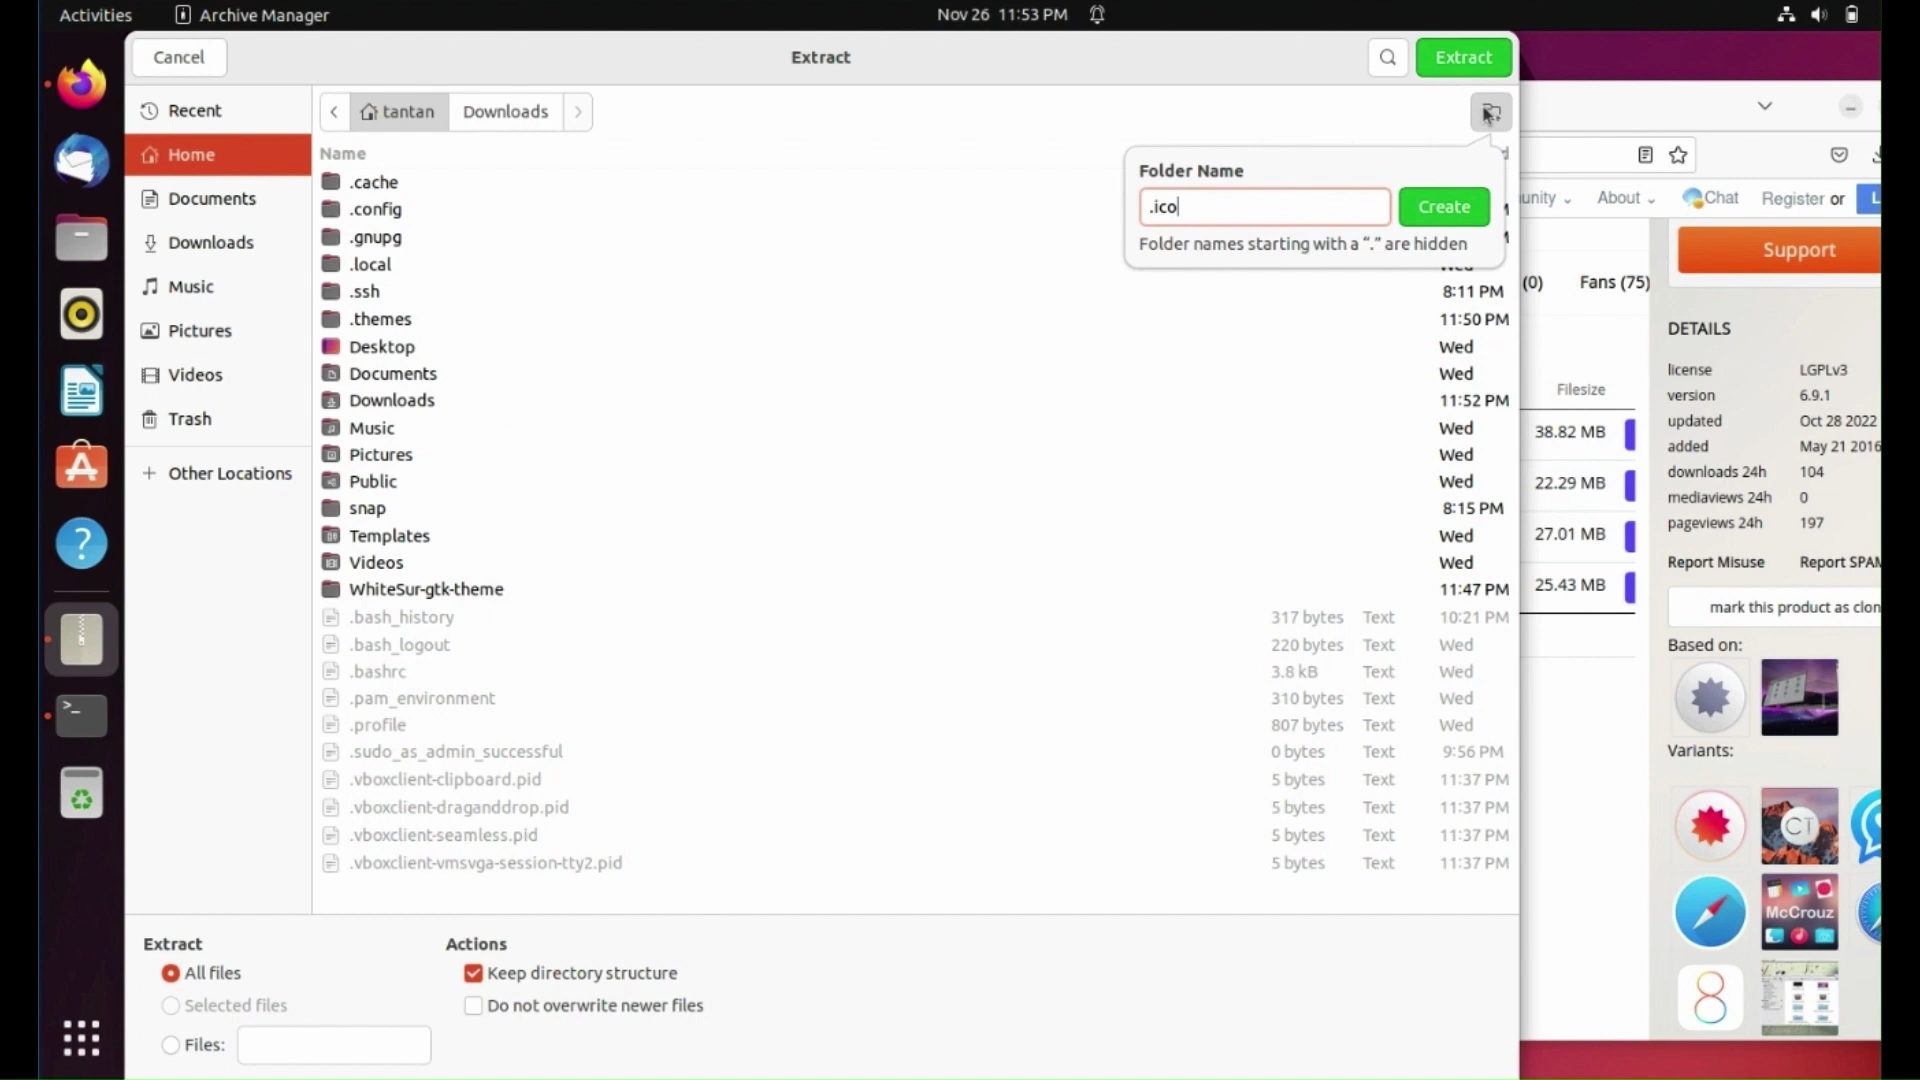 Activities
Archive Manager
Nov 26 11:53 PM
Cancel
Extract
Extract
tantan
Downloads
Recent
Home
Documents
Downloads
Music
Pictures
Videos
Trash
Other Locations
Name
.cache
.config
.gnupg
.local
.ssh
8:11 PM
.themes
11:50 PM
Desktop
Wed
Documents
Wed
Downloads
11:52 PM
Music
Wed
Pictures
Wed
Public
Wed
snap
8:15 PM
Templates
Wed
Videos
Wed
WhiteSur-gtk-theme
11:47 PM
.bash_history 317 bytes Text 10:21 PM
.bash_logout 220 bytes Text Wed
.bashrc 3.8 kB Text Wed
.pam_environment 310 bytes Text Wed
.profile 807 bytes Text Wed
.sudo_as_admin_successful 0 bytes Text 9:56 PM
.vboxclient-clipboard.pid 5 bytes Text 11:37 PM
.vboxclient-draganddrop.pid 5 bytes Text 11:37 PM
.vboxclient-seamless.pid 5 bytes Text 11:37 PM
.vboxclient-vmsvga-session-tty2.pid 5 bytes Text 11:37 PM
Folder Name
.ico
Create
Folder names starting with a “.” are hidden
Extract
All files
Selected files
Files:
Actions
Keep directory structure
Do not overwrite newer files
About
Chat
Register or
Support
(0) Fans (75)
Filesize
38.82 MB
22.29 MB
27.01 MB
25.43 MB
DETAILS
license LGPLv3
version 6.9.1
updated Oct 28 2022
added May 21 2016
downloads 24h 104
mediaviews 24h 0
pageviews 24h 197
Report Misuse Report SPAM
mark this product as clon
Based on:
Variants:
CT
McCrouz
8